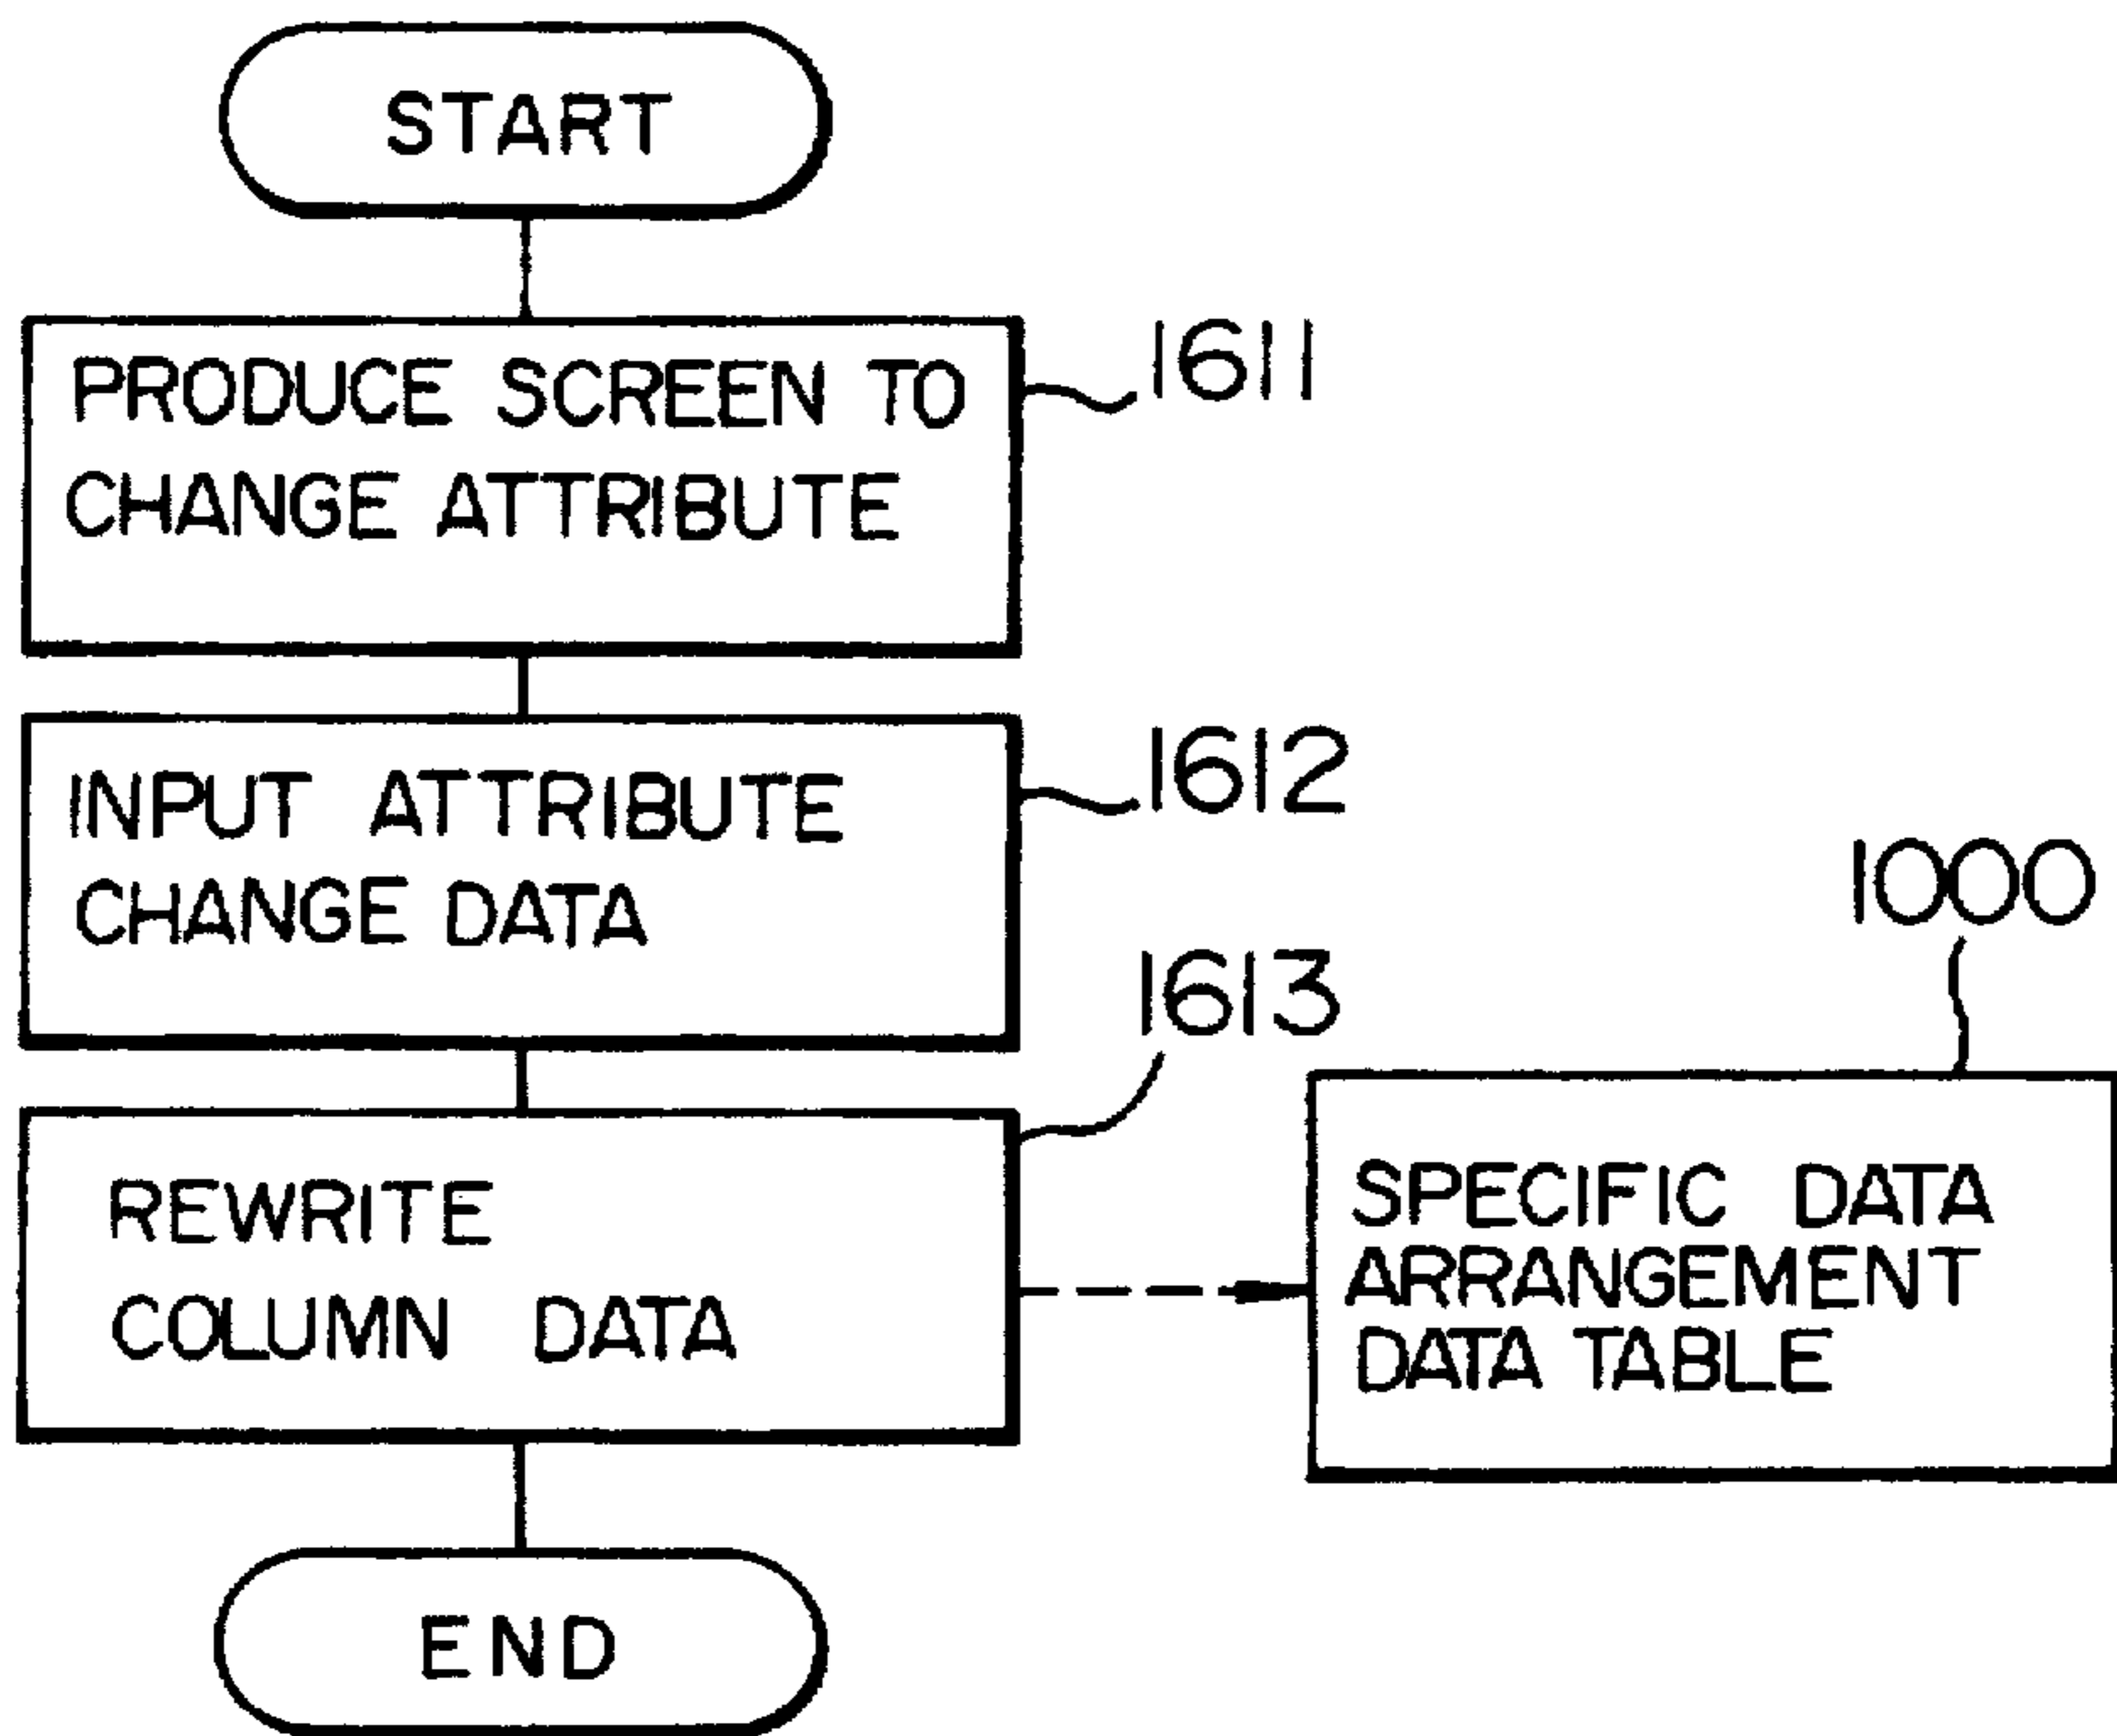 START
PRODUCE SCREEN TO
CHANGE ATTRIBUTE
1611
INPUT ATTRIBUTE
CHANGE DATA
1612
REWRITE
COLUMN DATA
1613
1000
SPECIFIC DATA
ARRANGEMENT
DATA TABLE
END